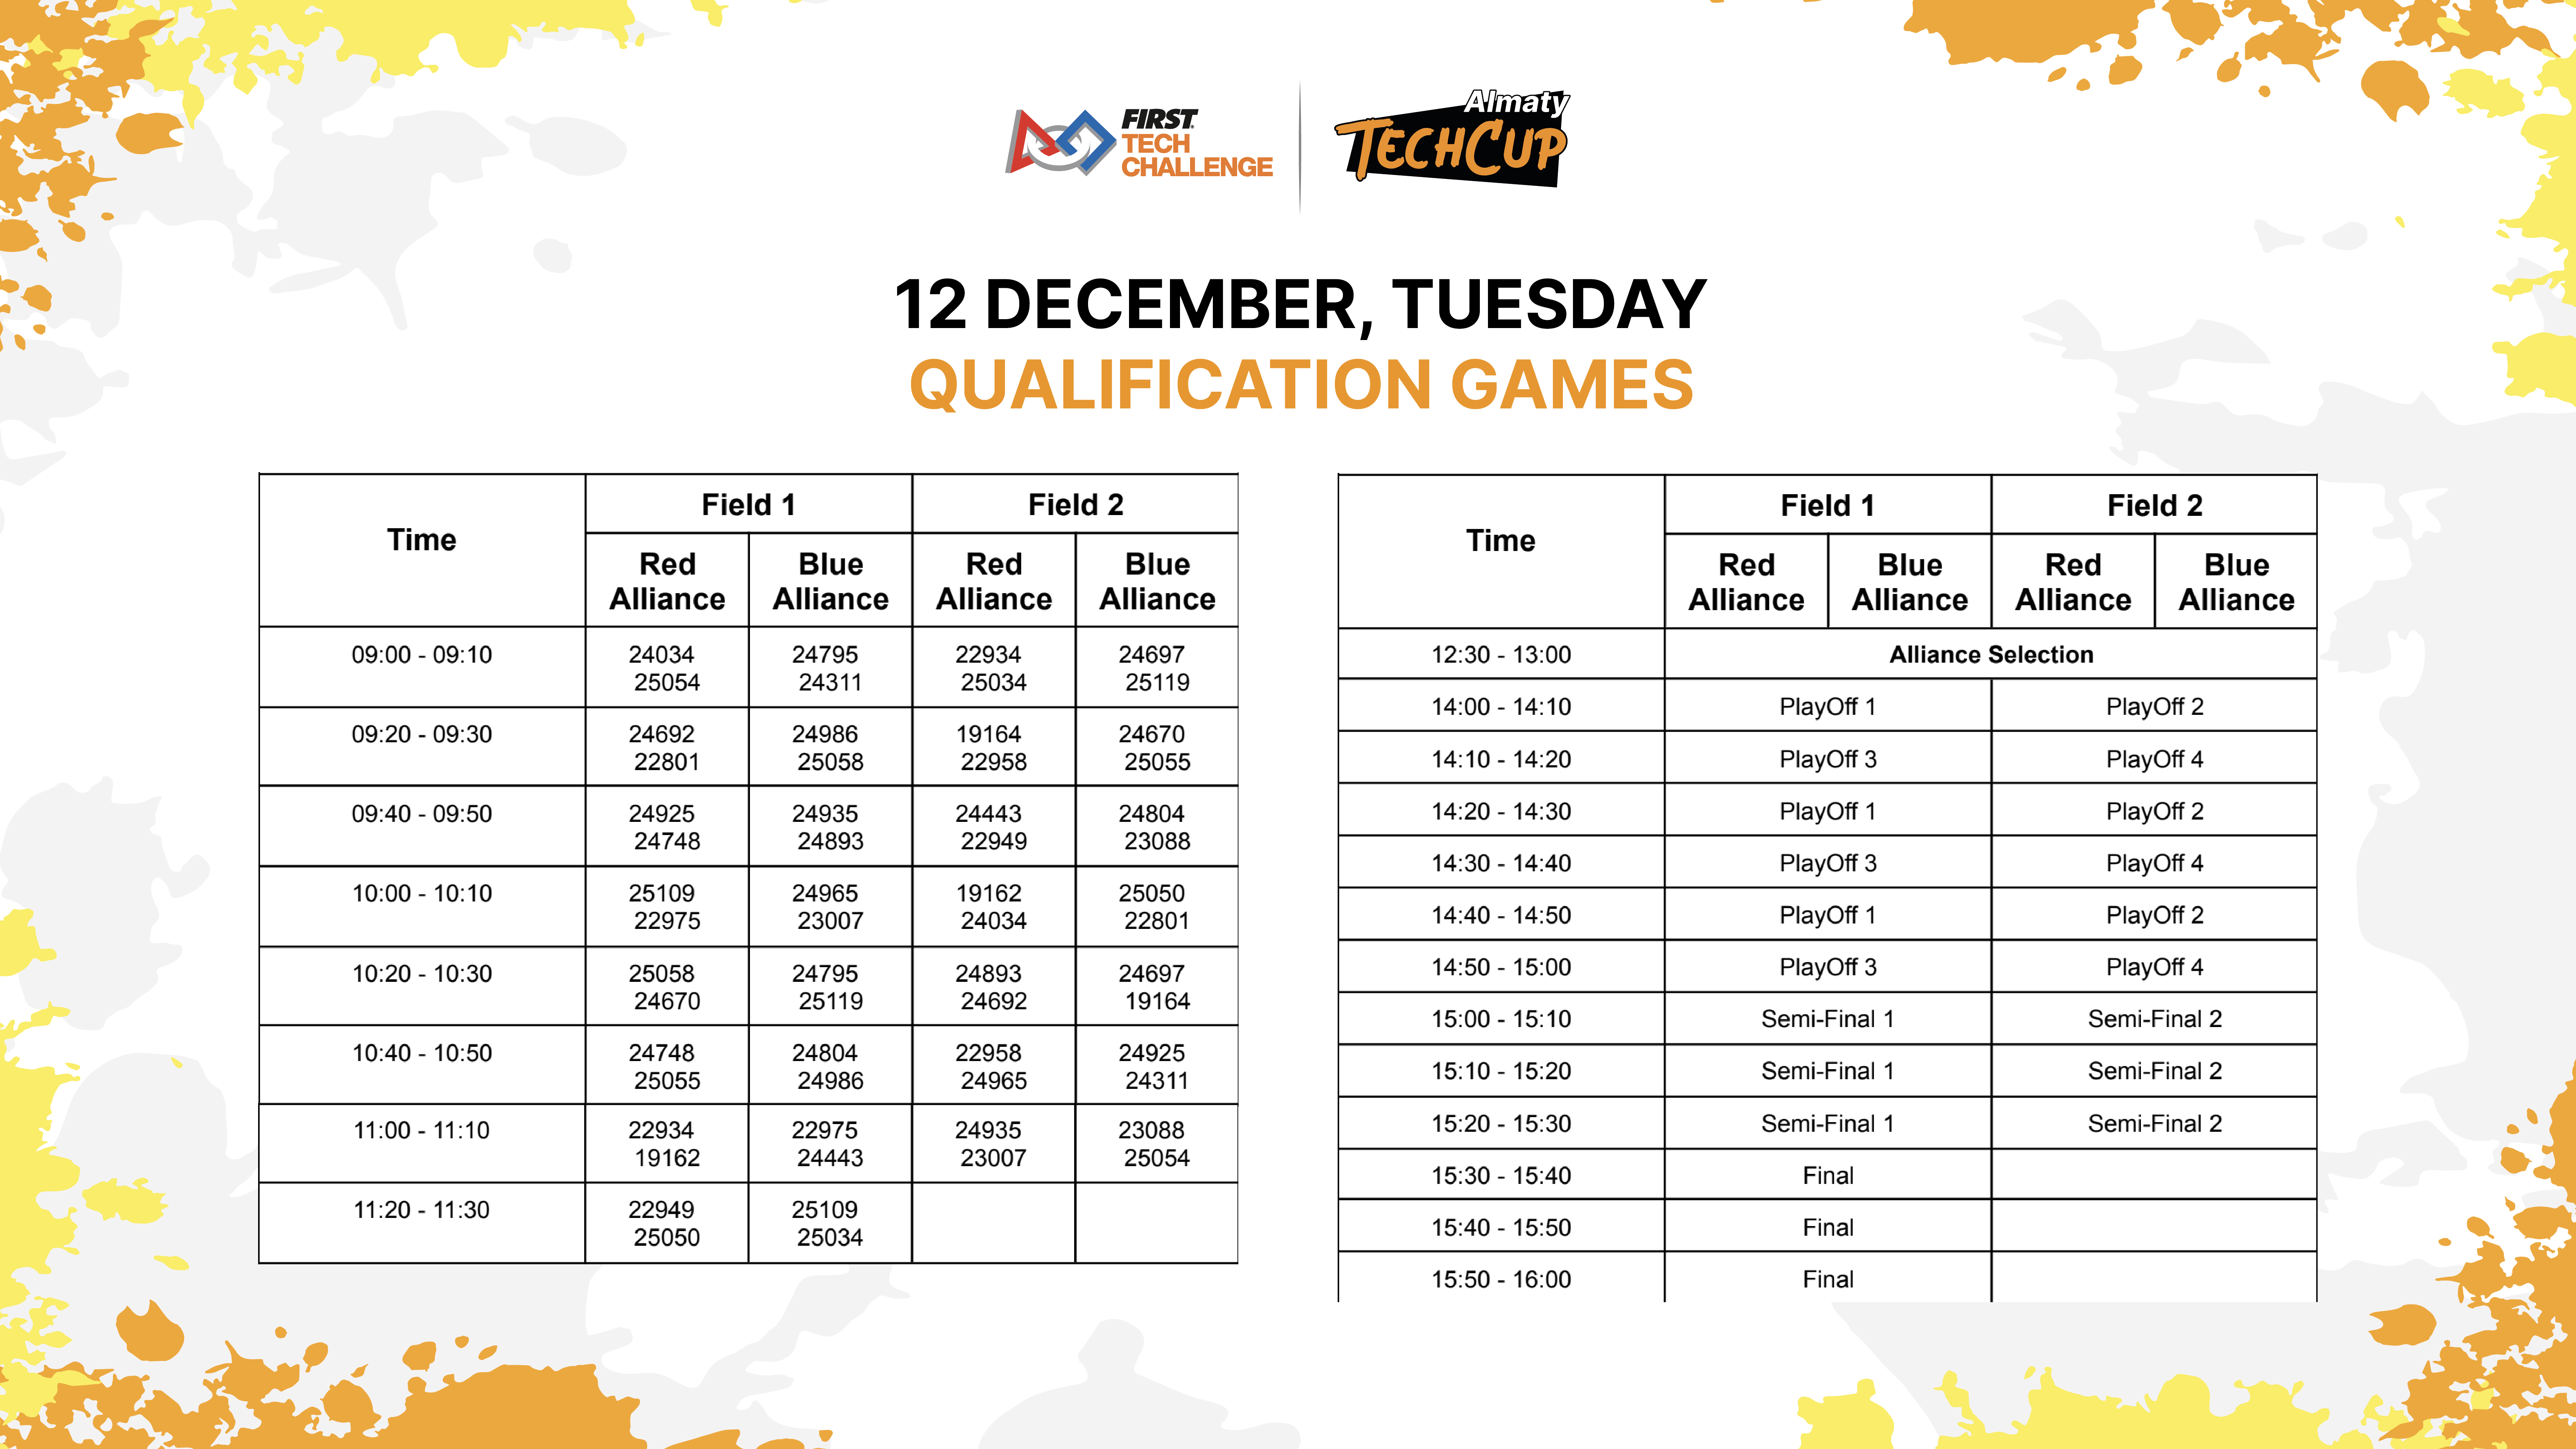 FIRST
TECH
CHALLENGE
Almaty
TECHCUP
12 DECEMBER, TUESDAY
QUALIFICATION GAMES
Time Field 1 Field 2
Red Alliance Blue Alliance Red Alliance Blue Alliance
09:00 - 09:10 24034 24795 22934 24697
25054 24311 25034 25119
09:20 - 09:30 24692 24986 19164 24670
22801 25058 22958 25055
09:40 - 09:50 24925 24935 24443 24804
24748 24893 22949 23088
10:00 - 10:10 25109 24965 19162 25050
22975 23007 24034 22801
10:20 - 10:30 25058 24795 24893 24697
24670 25119 24692 19164
10:40 - 10:50 24748 24804 22958 24925
25055 24986 24965 24311
11:00 - 11:10 22934 22975 24935 23088
19162 24443 23007 25054
11:20 - 11:30 22949 25109
25050 25034
Time Field 1 Field 2
Red Alliance Blue Alliance Red Alliance Blue Alliance
12:30 - 13:00 Alliance Selection
14:00 - 14:10 PlayOff 1 PlayOff 2
14:10 - 14:20 PlayOff 3 PlayOff 4
14:20 - 14:30 PlayOff 1 PlayOff 2
14:30 - 14:40 PlayOff 3 PlayOff 4
14:40 - 14:50 PlayOff 1 PlayOff 2
14:50 - 15:00 PlayOff 3 PlayOff 4
15:00 - 15:10 Semi-Final 1 Semi-Final 2
15:10 - 15:20 Semi-Final 1 Semi-Final 2
15:20 - 15:30 Semi-Final 1 Semi-Final 2
15:30 - 15:40 Final
15:40 - 15:50 Final
15:50 - 16:00 Final